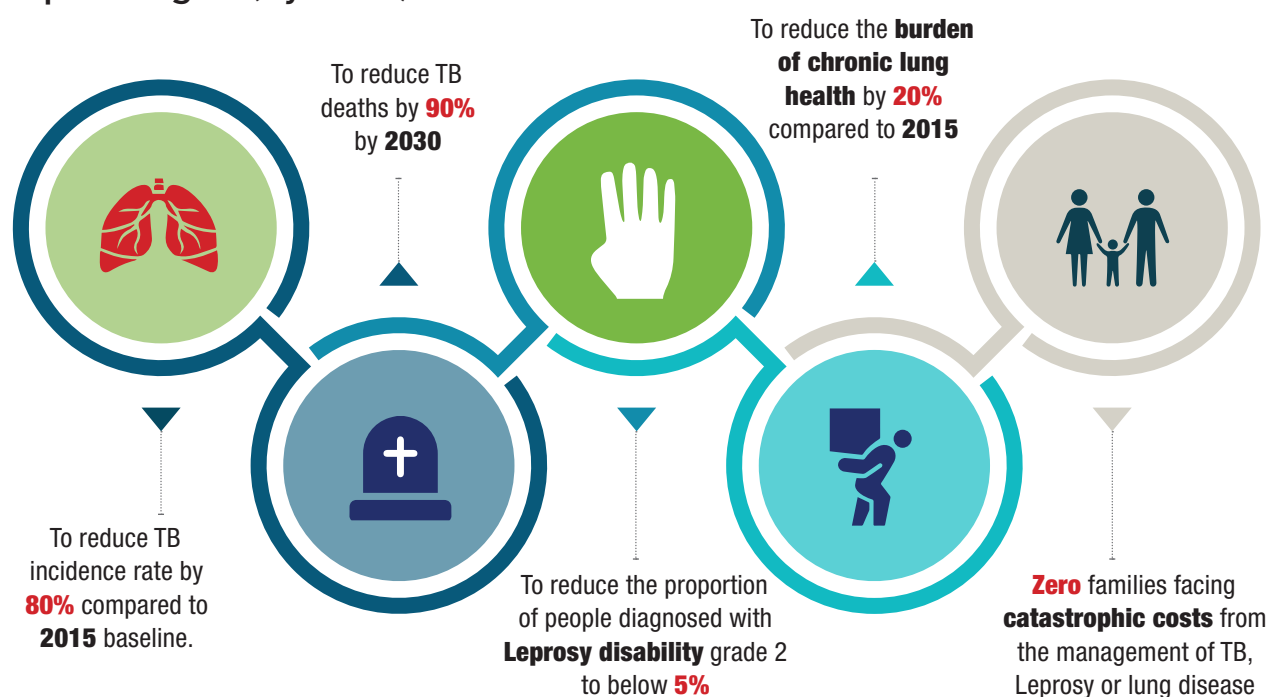 To reduce TB
incidence rate by
80% compared to
2015 baseline.
To reduce TB
deaths by 90%
by 2030
To reduce the proportion
of people diagnosed with
Leprosy disability grade 2
to below 5%
To reduce the burden
of chronic lung
health by 20%
compared to 2015
Zero families facing
catastrophic costs from
the management of TB,
Leprosy or lung disease